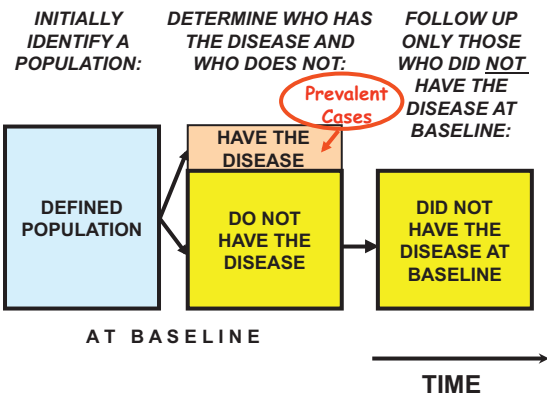 INITIALLY
IDENTIFY A
POPULATION:
DETERMINE WHO HAS
THE DISEASE AND
WHO DOES NOT:
FOLLOW UP
ONLY THOSE
WHO DID NOT
HAVE THE
DISEASE AT
BASELINE:
Prevalent
Cases
HAVE THE
DISEASE
DEFINED
POPULATION
DO NOT
HAVE THE
DISEASE
DID NOT
HAVE THE
DISEASE AT
BASELINE
AT BASELINE
TIME